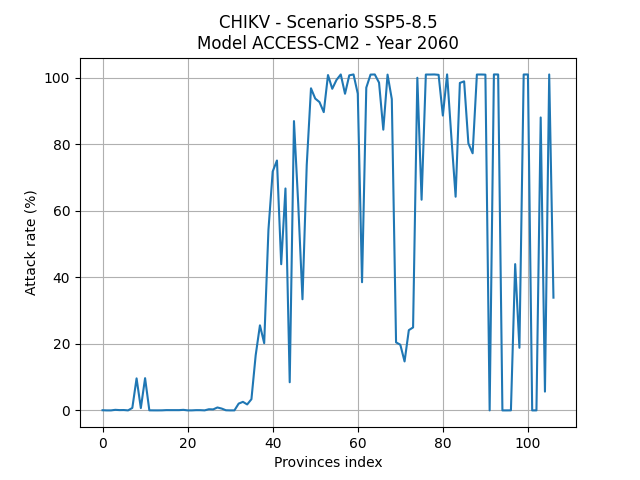 CHIKV - Scenario SSP5-8.5
Model ACCESS-CM2 - Year 2060
100
80
60
40
20
0
Attack rate (%)
0 20 40 60 80 100
Provinces index